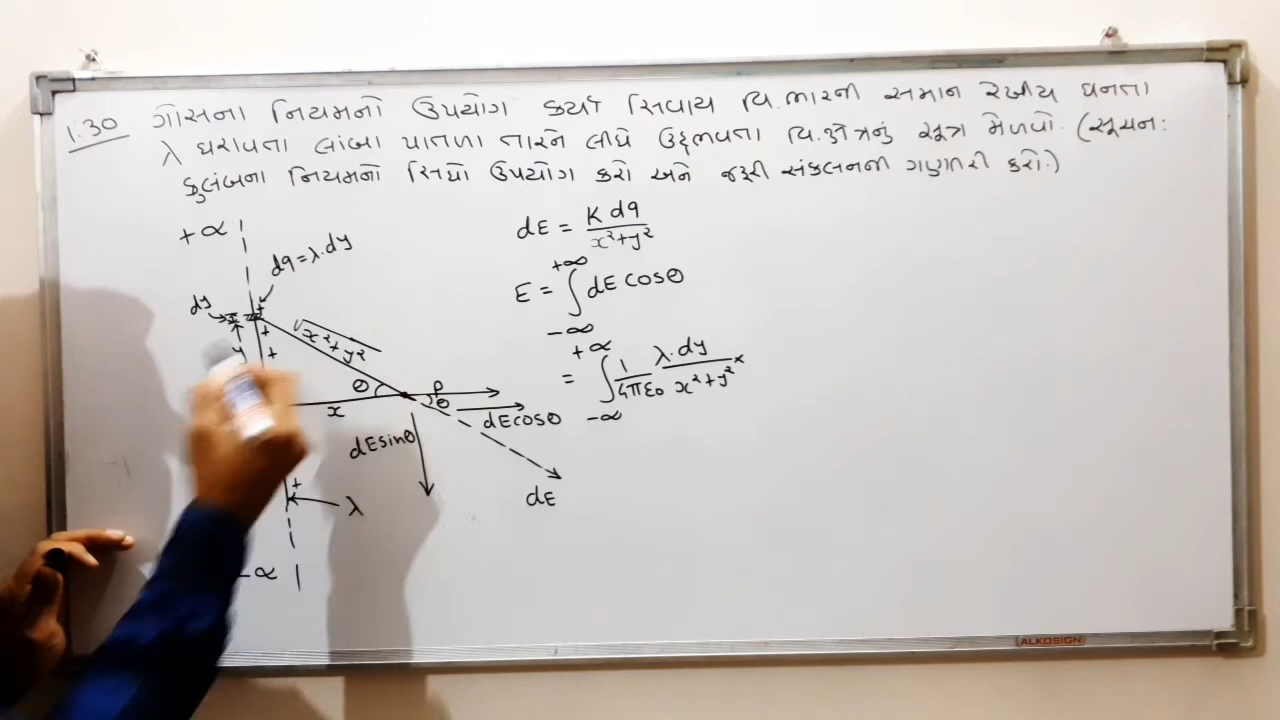 1.30 ગોસના નિયમનો ઉપયોગ કર્યા સિવાય વિ.ભારની સમાન રેખીય ઘનતા
λ ધરાવતા લાંબા પાતળા તારને લીધે ઉદ્દભવતા વિ.ક્ષેત્રનું સૂત્ર મેળવો. (સૂચન:
કુલંબના નિયમનો સિધો ઉપયોગ કરો અને જરૂરી સંકલનની ગણતરી કરો.)
+ α
dq = λ.dy
dy
y
√x²+y²
θ
x
P
θ
dEcosθ
dEsinθ
dE
λ
- α
dE = K dq / x²+y²
E = ∫ +∞ -∞ dE cosθ
= ∫ +α -∞ 1/4πε₀ λ.dy/x²+y² ×
ALKOSIGN